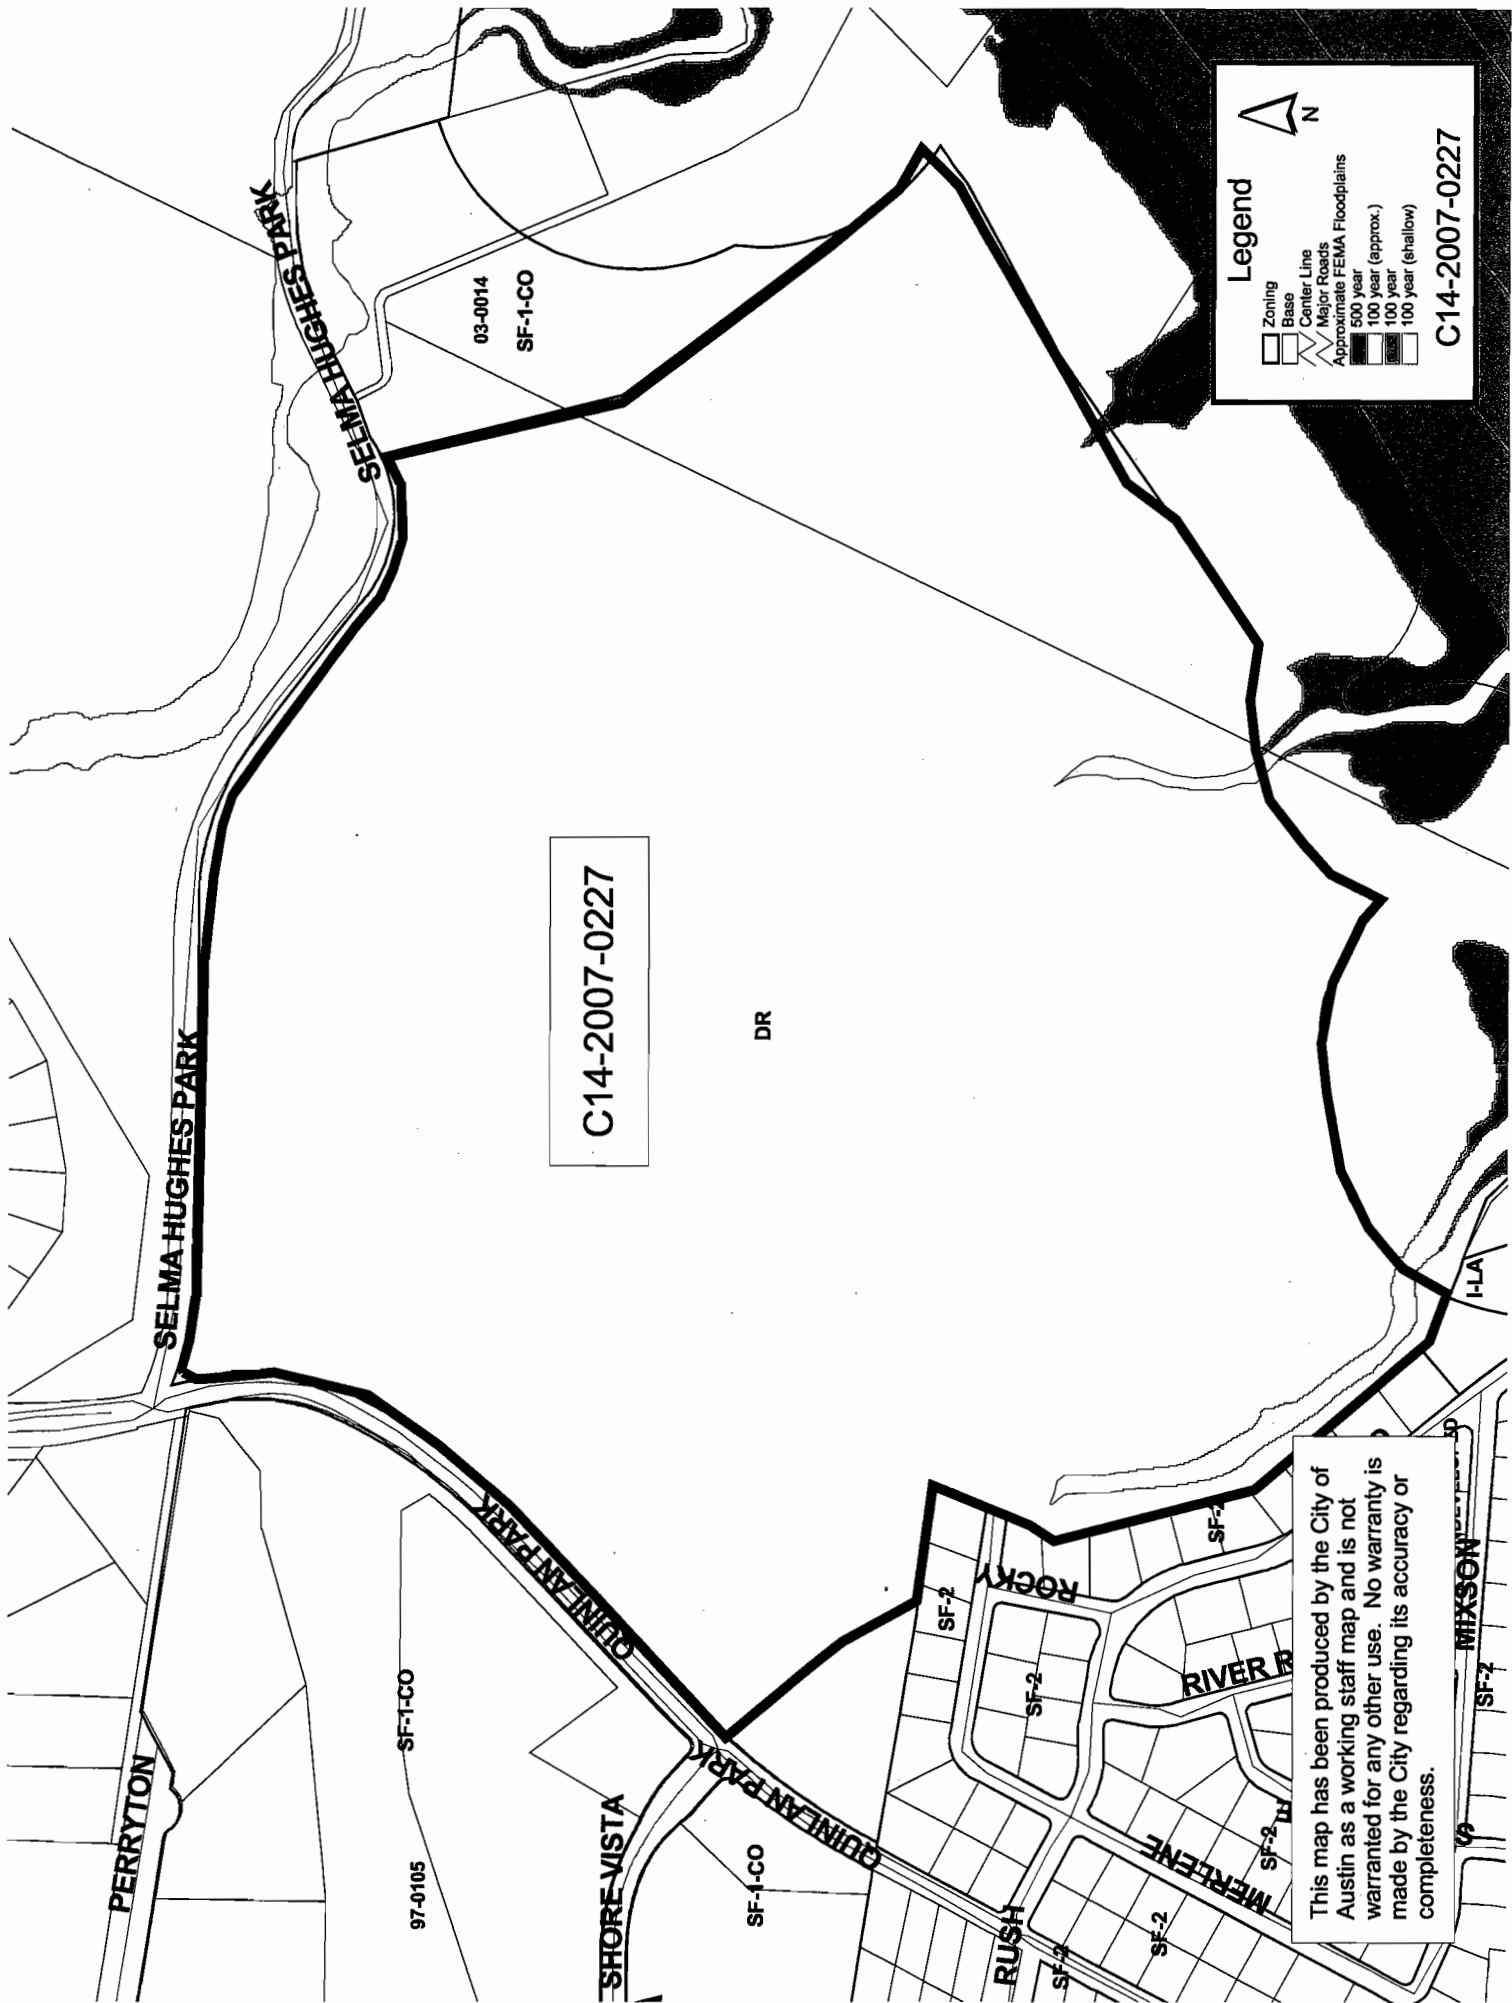 PERRYTON
97-0105
SF-1-CO
SHORE VISTA
SF-1-CO
QUINLAN PARK
QUINLAN PARK
SELMA HUGHES PARK
SELMA HUGHES PARK
03-0014
SF-1-CO
C14-2007-0227
DR
RUSH
SF-2
SF-2
MERLENE
SF-2
SF-2
SF-2
ROCKY
RIVER R
SF-2
S
MIXSON
SF-2
I-LA
This map has been produced by the City of
Austin as a working staff map and is not
warranted for any other use. No warranty is
made by the City regarding its accuracy or
completeness.
Legend
N
Zoning
Base
Center Line
Major Roads
Approximate FEMA Floodplains
500 year
100 year (approx.)
100 year
100 year (shallow)
C14-2007-0227